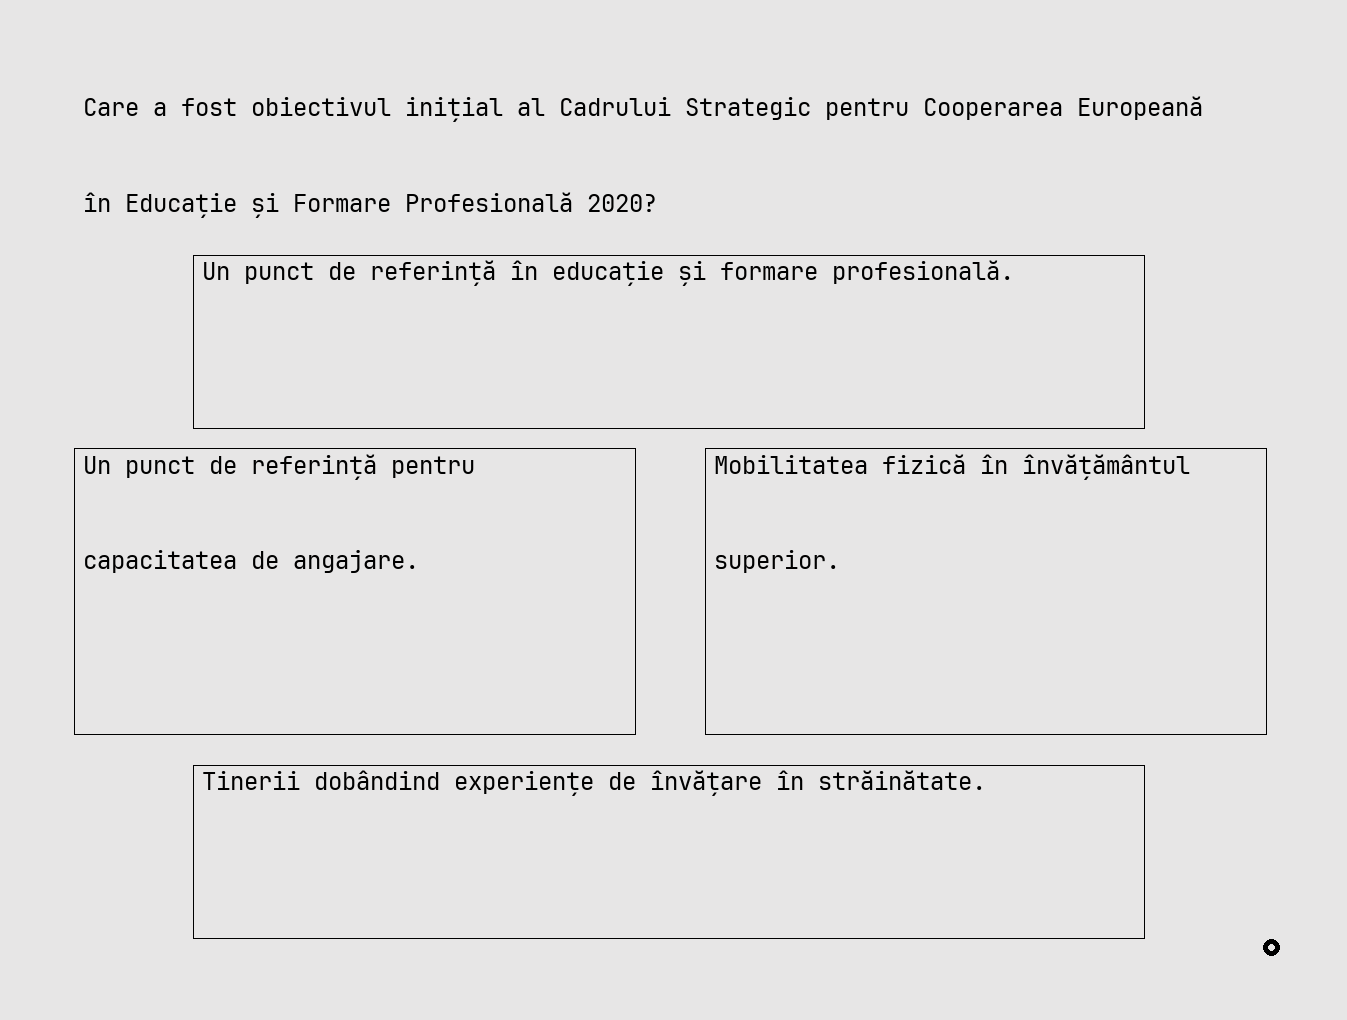 Care a fost obiectivul inițial al Cadrului Strategic pentru Cooperarea Europeană
în Educație și Formare Profesională 2020?
Un punct de referință în educație și formare profesională.
Un punct de referință pentru
capacitatea de angajare.
Mobilitatea fizică în învățământul
superior.
Tinerii dobândind experiențe de învățare în străinătate.